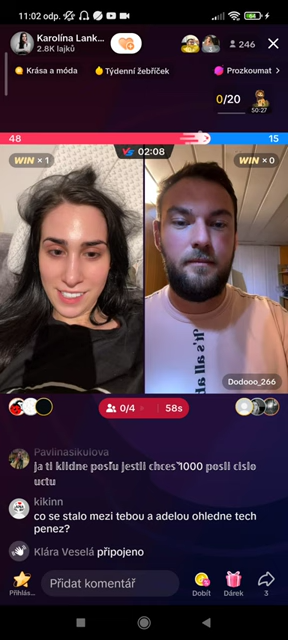 11:02 odp.
Karolína Lank...
2.8K lajků
246
Krása a móda
Týdenní žebříček
Prozkoumat >
0/20
50:27
48
15
WIN × 1
02:08
WIN × 0
"It's all ab
Dodooo_266
0/4
58s
Pavlinasikulova
ja ti klidne poslu jestli chces 1000 posli cislo
uctu
kikinn
co se stalo mezi tebou a adelou ohledne tech
penez?
Klára Veselá připojeno
Přihlás...
Přidat komentář
Dobít
Dárek
3